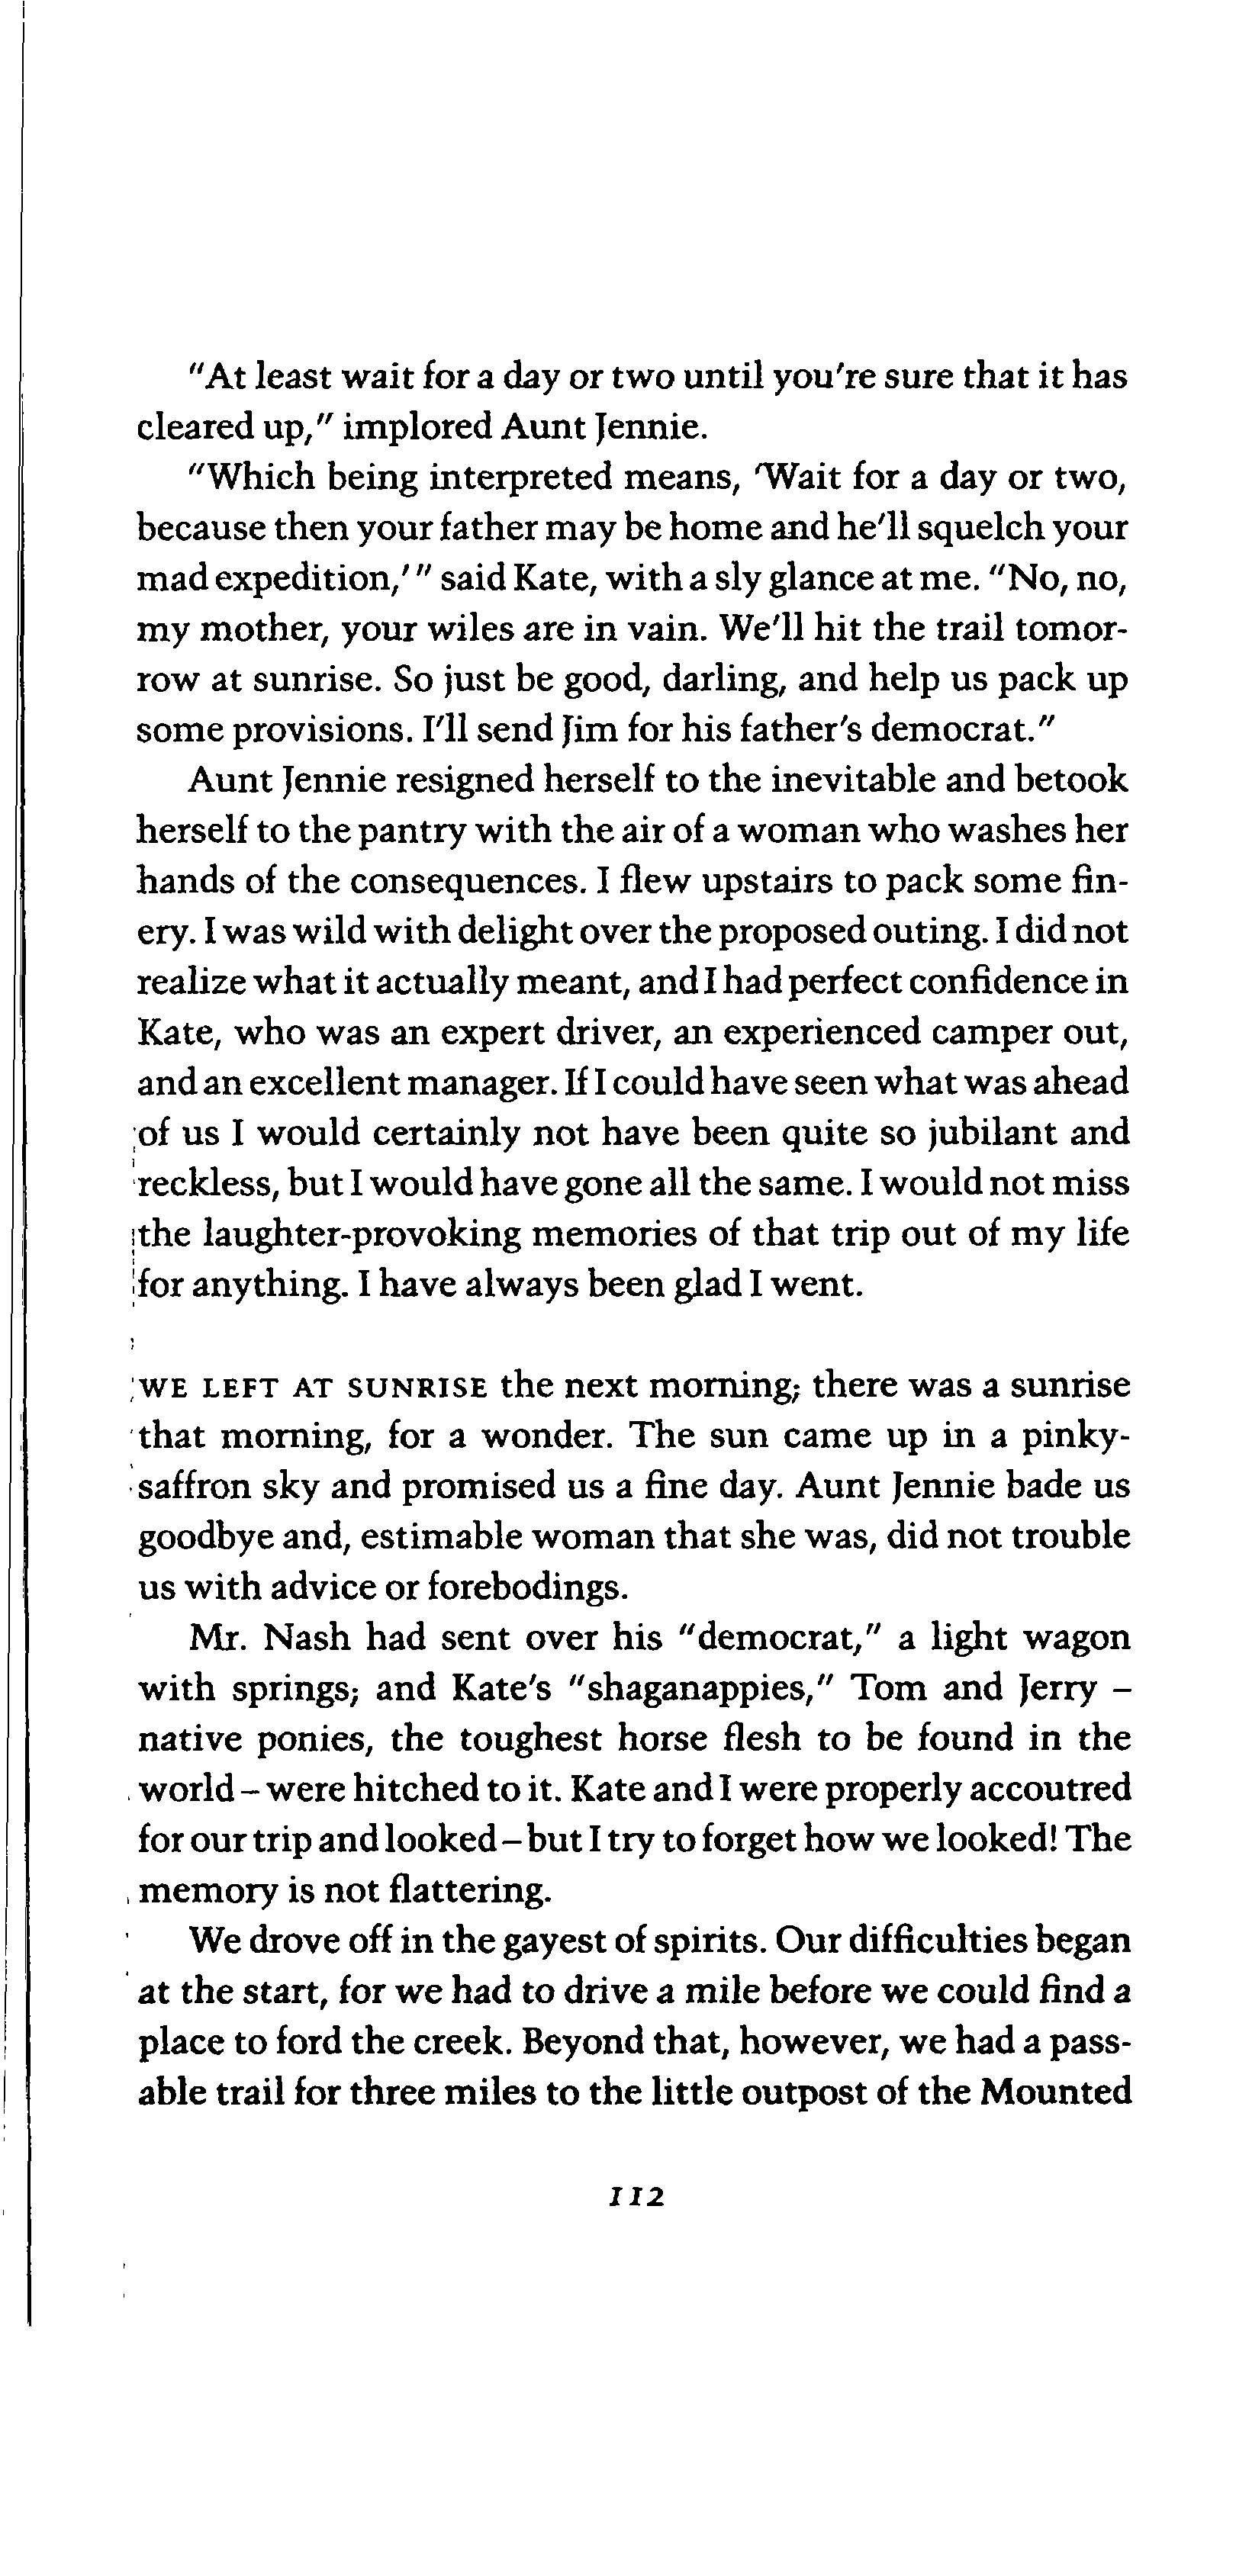 "At least wait for a day or two until you're sure that it has
cleared up," implored Aunt Jennie.
"Which being interpreted means, 'Wait for a day or two,
because then your father may be home and he'll squelch your
mad expedition,'" said Kate, with a sly glance at me. "No, no,
my mother, your wiles are in vain. We'll hit the trail tomor-
row at sunrise. So just be good, darling, and help us pack up
some provisions. I'll send Jim for his father's democrat."
Aunt Jennie resigned herself to the inevitable and betook
herself to the pantry with the air of a woman who washes her
hands of the consequences. I flew upstairs to pack some fin-
ery. I was wild with delight over the proposed outing. I did not
realize what it actually meant, and I had perfect confidence in
Kate, who was an expert driver, an experienced camper out,
and an excellent manager. If I could have seen what was ahead
of us I would certainly not have been quite so jubilant and
reckless, but I would have gone all the same. I would not miss
the laughter-provoking memories of that trip out of my life
for anything. I have always been glad I went.
WE LEFT AT SUNRISE the next morning; there was a sunrise
that morning, for a wonder. The sun came up in a pinky-
saffron sky and promised us a fine day. Aunt Jennie bade us
goodbye and, estimable woman that she was, did not trouble
us with advice or forebodings.
Mr. Nash had sent over his "democrat," a light wagon
with springs; and Kate's "shaganappies," Tom and Jerry –
native ponies, the toughest horse flesh to be found in the
world – were hitched to it. Kate and I were properly accoutred
for our trip and looked – but I try to forget how we looked! The
memory is not flattering.
We drove off in the gayest of spirits. Our difficulties began
at the start, for we had to drive a mile before we could find a
place to ford the creek. Beyond that, however, we had a pass-
able trail for three miles to the little outpost of the Mounted
112